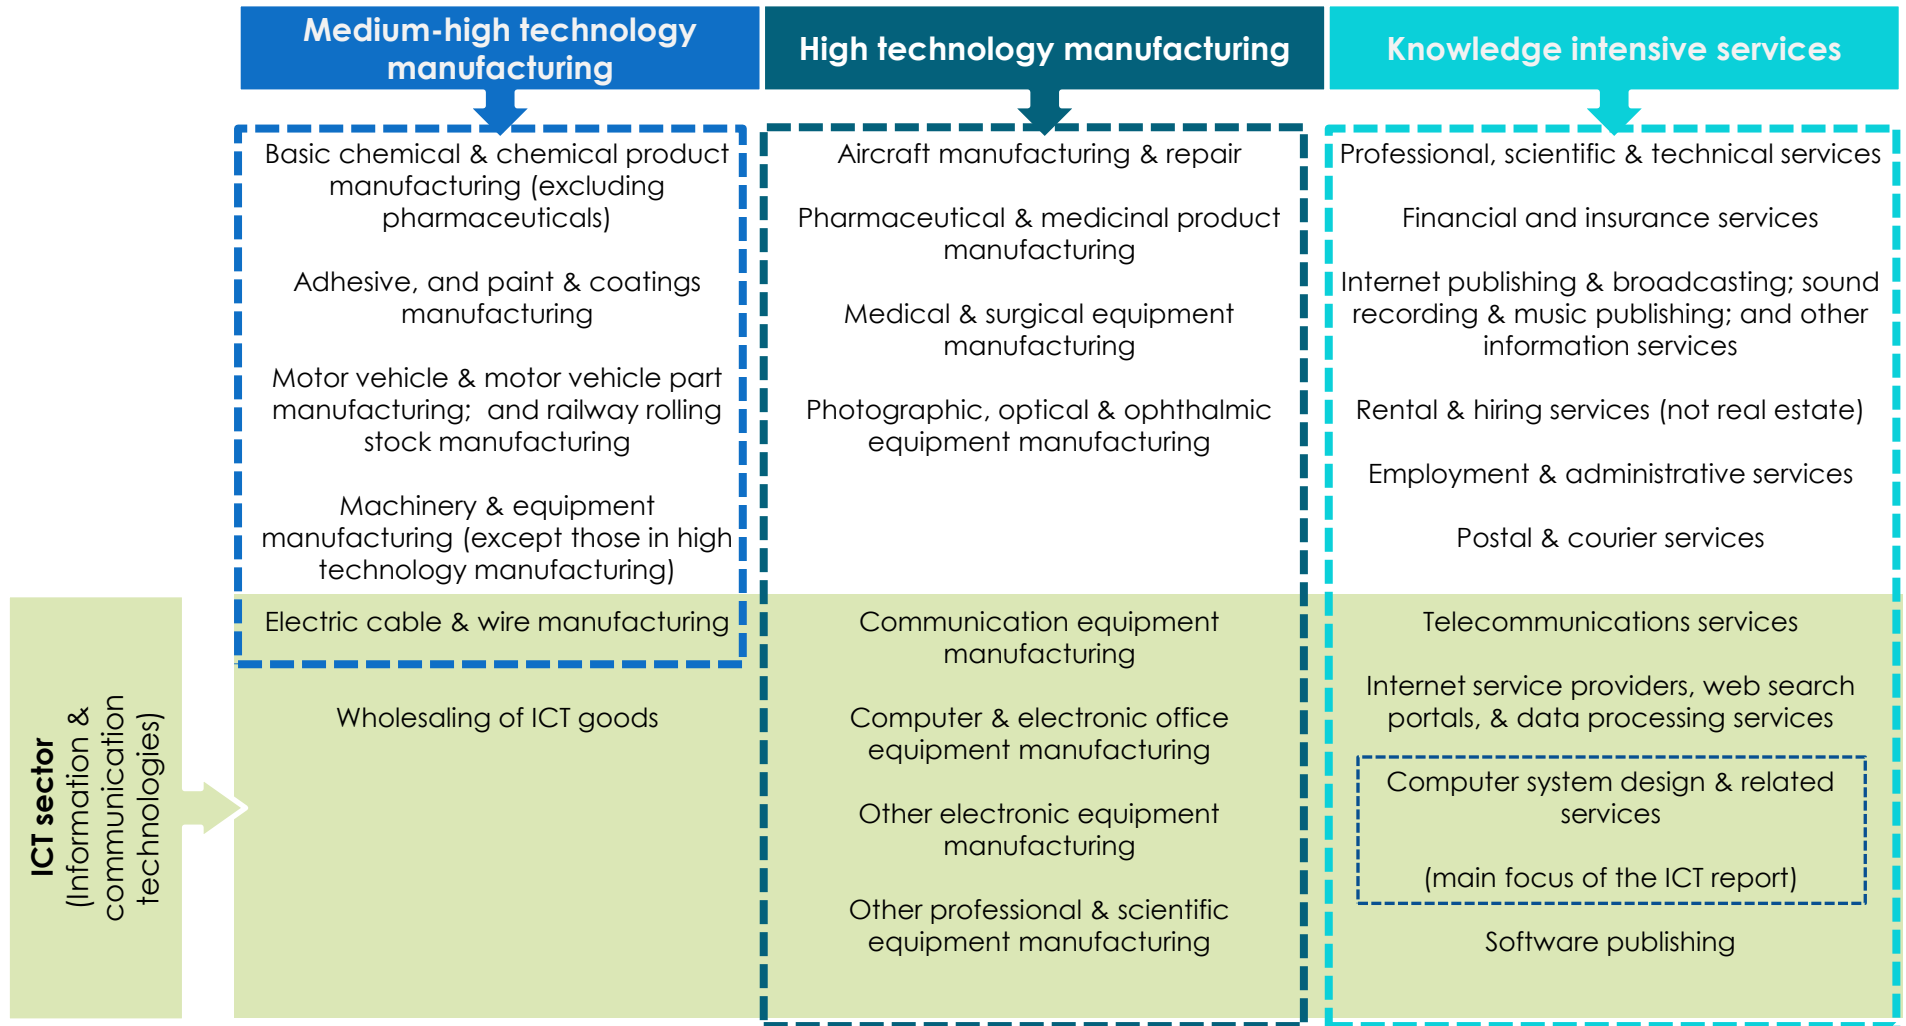 Medium-high technology
manufacturing
High technology manufacturing
Knowledge intensive services
Basic chemical & chemical product
manufacturing (excluding
pharmaceuticals)
Adhesive, and paint & coatings
manufacturing
Motor vehicle & motor vehicle part
manufacturing;  and railway rolling
stock manufacturing
Machinery & equipment
manufacturing (except those in high
technology manufacturing)
Electric cable & wire manufacturing
Wholesaling of ICT goods
Aircraft manufacturing & repair
Pharmaceutical & medicinal product
manufacturing
Medical & surgical equipment
manufacturing
Photographic, optical & ophthalmic
equipment manufacturing
Communication equipment
manufacturing
Computer & electronic office
equipment manufacturing
Other electronic equipment
manufacturing
Other professional & scientific
equipment manufacturing
Professional, scientific & technical services
Financial and insurance services
Internet publishing & broadcasting; sound
recording & music publishing; and other
information services
Rental & hiring services (not real estate)
Employment & administrative services
Postal & courier services
Telecommunications services
Internet service providers, web search
portals, & data processing services
Computer system design & related
services
(main focus of the ICT report)
Software publishing
ICT sector
(Information &
communication
technologies)